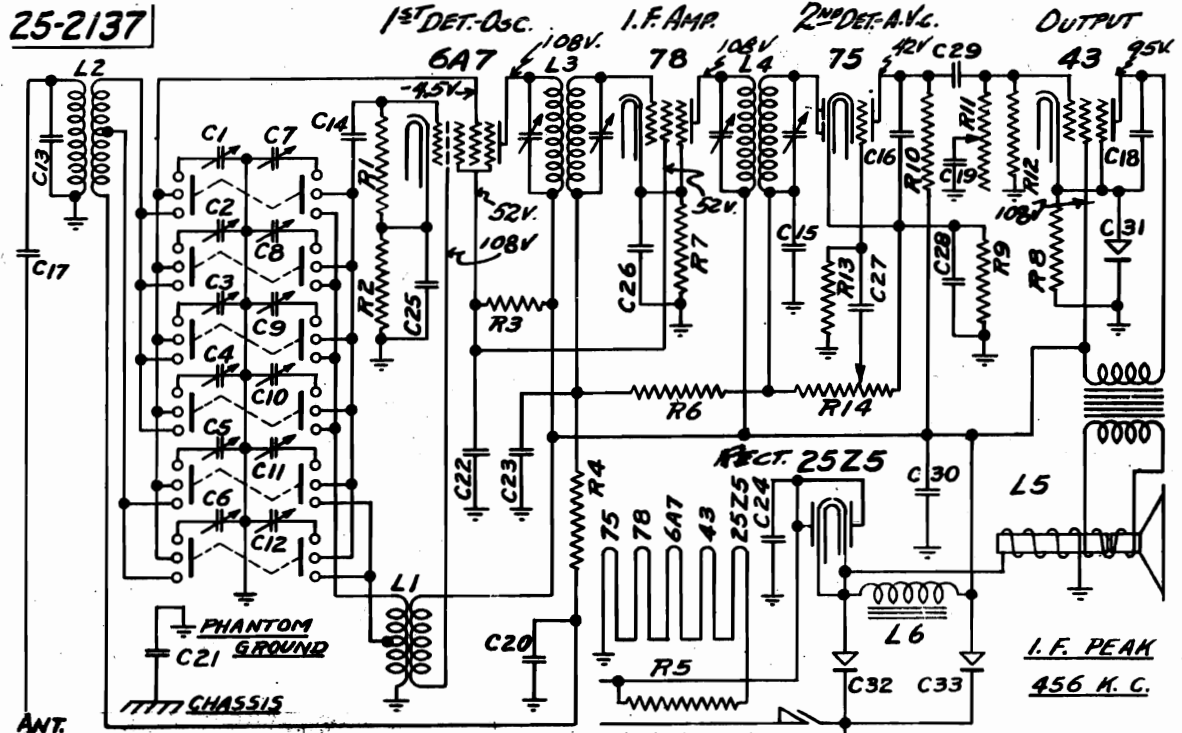 25-2137
1ST DET.-OSC.
I.F. AMP.
2ND DET.-A.V.C.
OUTPUT
6A7
108V.
78
108V
75
42V
C29
43
95V.
L2
L3
L4
-4.5V
C13
C14
R1
C1
C7
C16
R10
R11
C19
R12
C18
C2
C8
52V.
52V.
108V
108V
C17
R2
C25
C26
R7
C15
R13
C27
C28
R9
R8
C31
C3
C9
R3
C4
C10
R6
R14
C5
C11
C22
C23
R4
RECT. 25Z5
C24
C30
L5
75
78
6A7
43
25Z5
C6
C12
L1
L6
PHANTOM
GROUND
C21
C20
R5
C32
C33
I.F. PEAK
456 K.C.
CHASSIS
ANT.